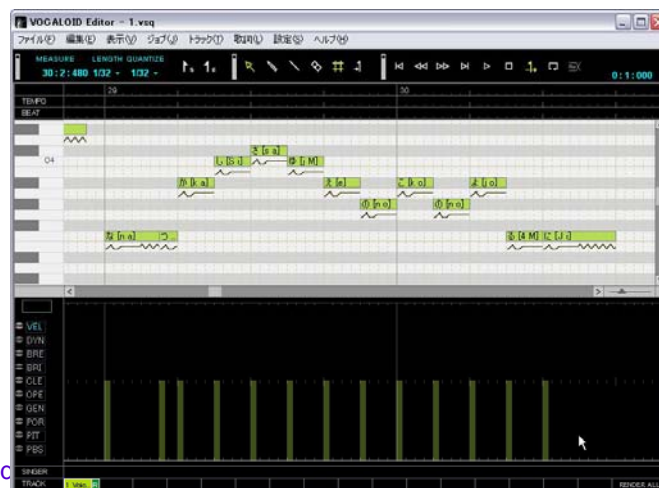 VOCALOID Editor - 1.vsq
ファイル(F) 編集(E) 表示(V) ジョブ(J) トラック(T) 歌詞(L) 設定(S) ヘルプ(H)
MEASURE LENGTH QUANTIZE
30:2:480 1/32 1/32 0:1:000
29 30
TEMPO
BEAT
さ [s a]
C4 し [S i] ゆ [j M]
か [k a] え [e] こ [k o] よ [j o]
の [n o] の [n o]
な [n a] つ... る [4 M] に [J i]
VEL
DYN
BRE
BRI
CLE
OPE
GEN
POR
PIT
PBS
SINGER
TRACK 1 Voic R RENDER ALL